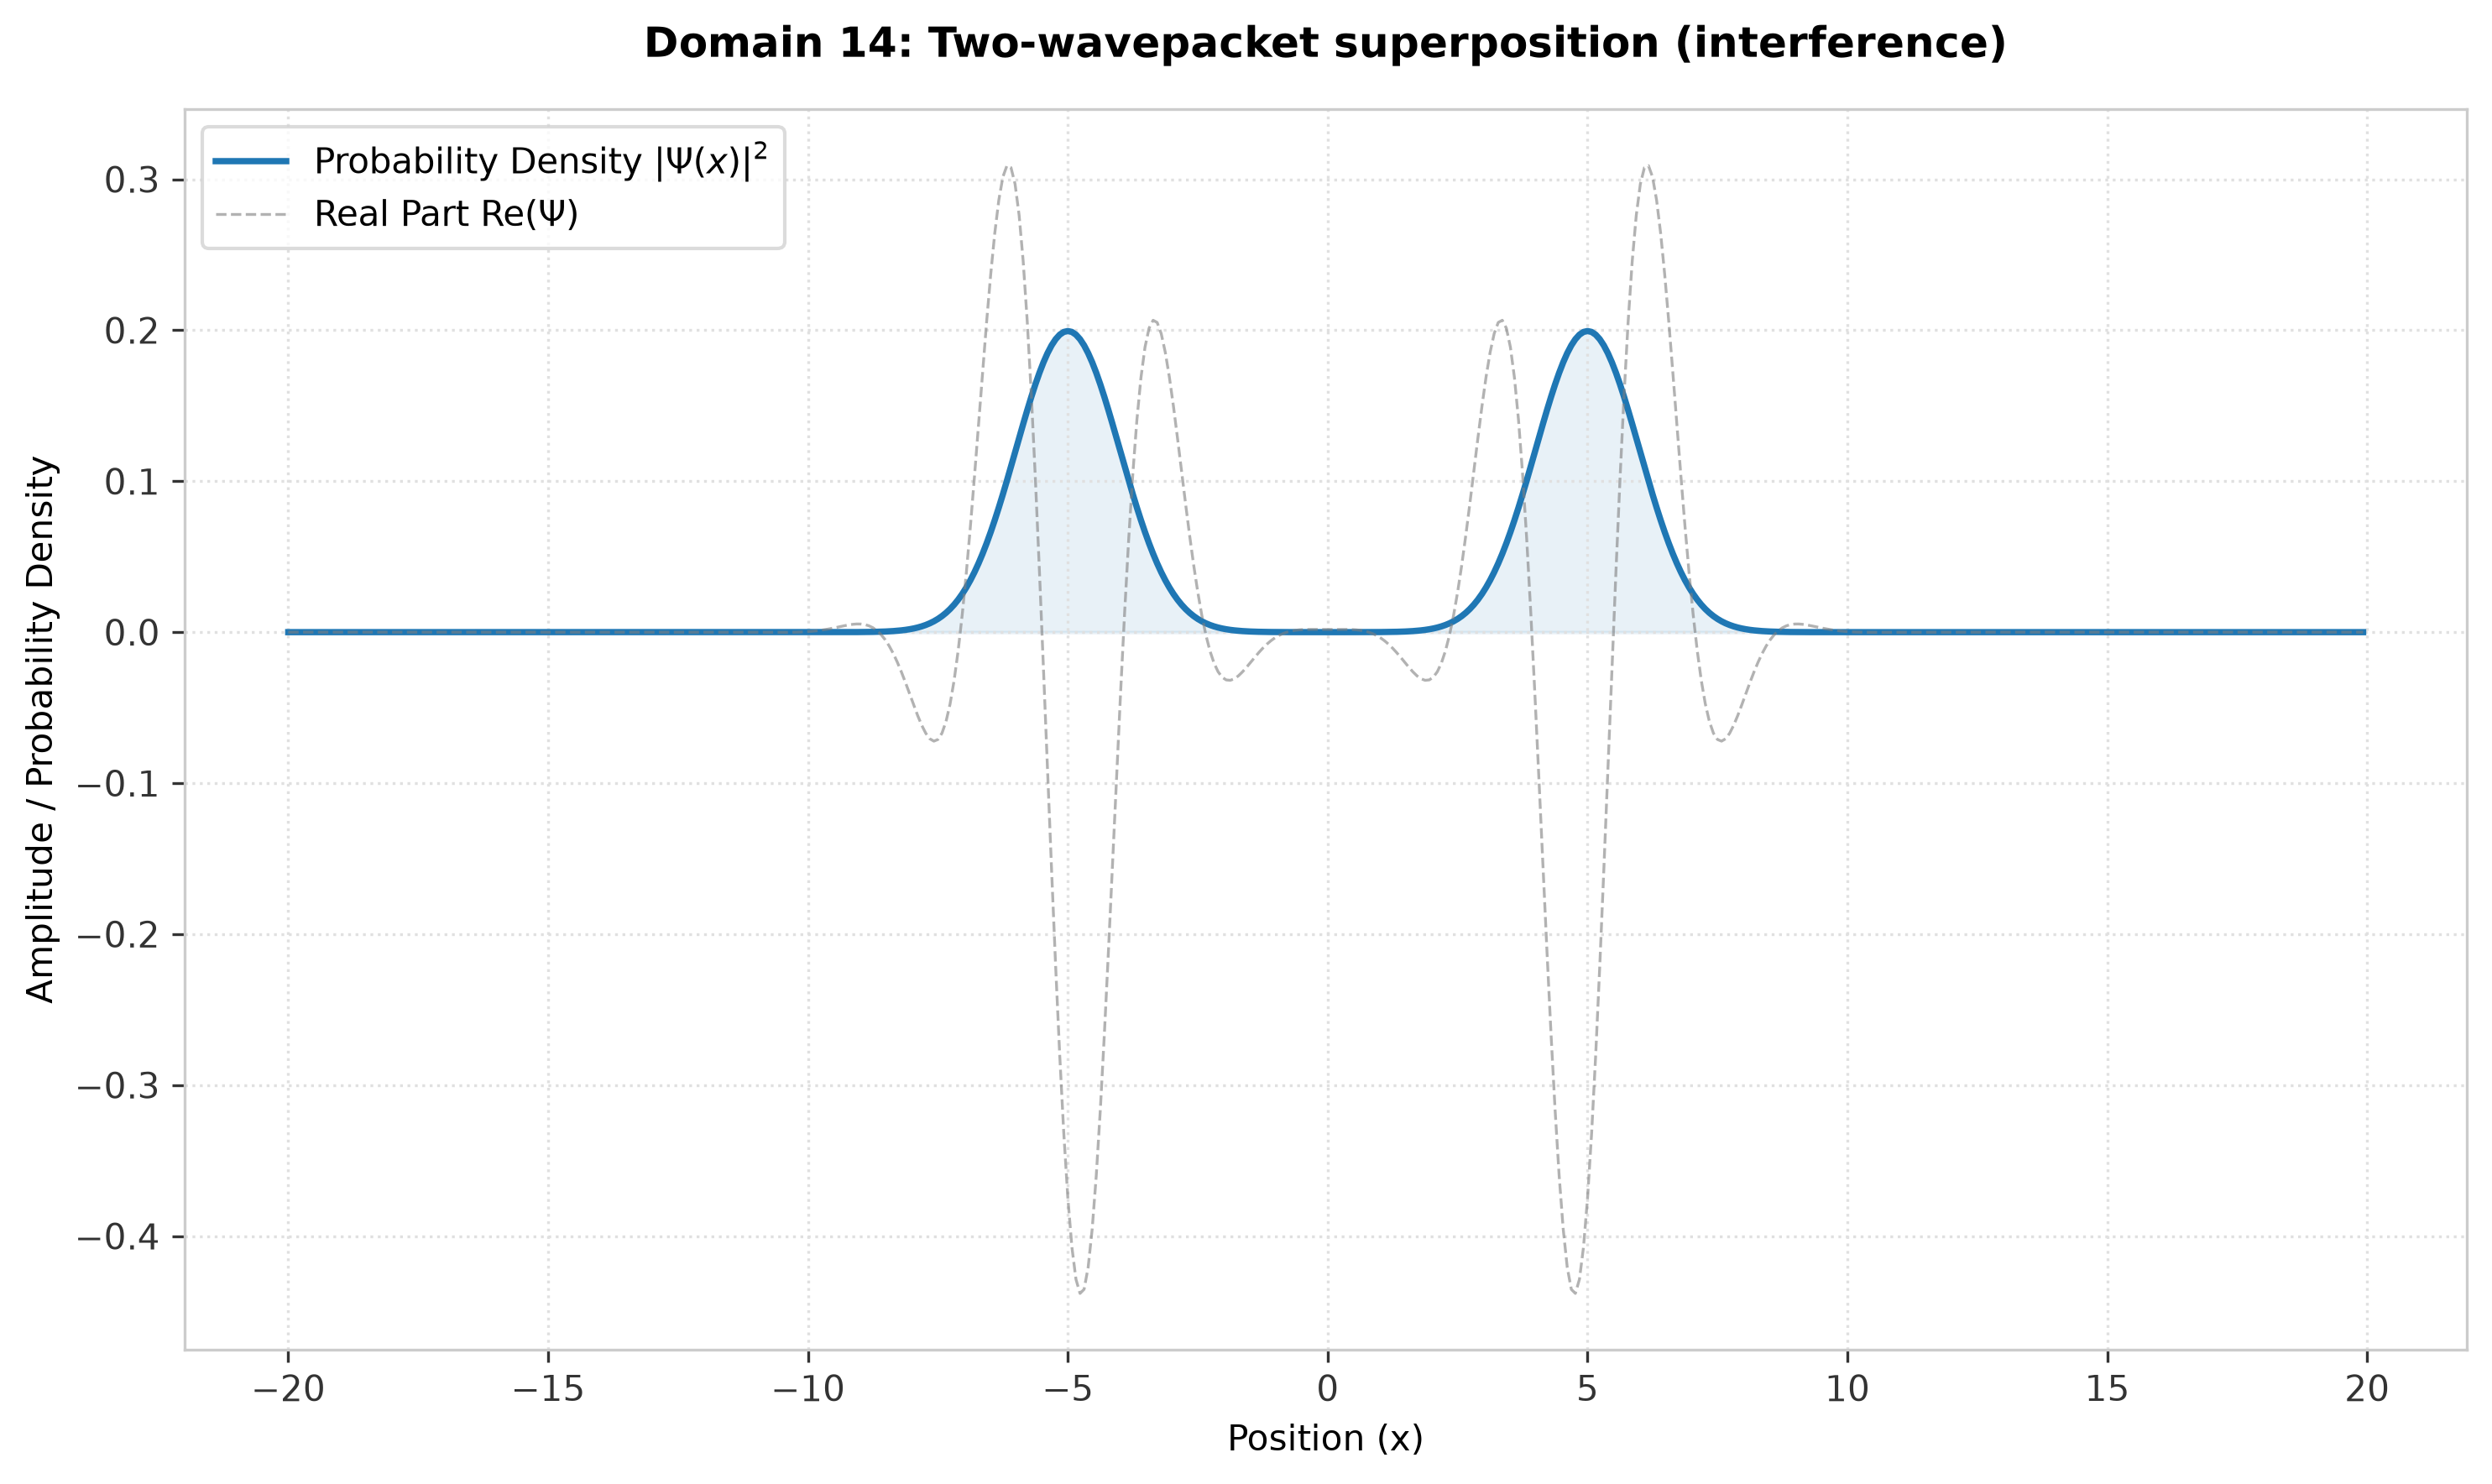 Domain 14: Two-wavepacket superposition (interference)
Probability Density |Ψ(x)|²
Real Part Re(Ψ)
Amplitude / Probability Density
0.3
0.2
0.1
0.0
−0.1
−0.2
−0.3
−0.4
−20 −15 −10 −5 0 5 10 15 20
Position (x)